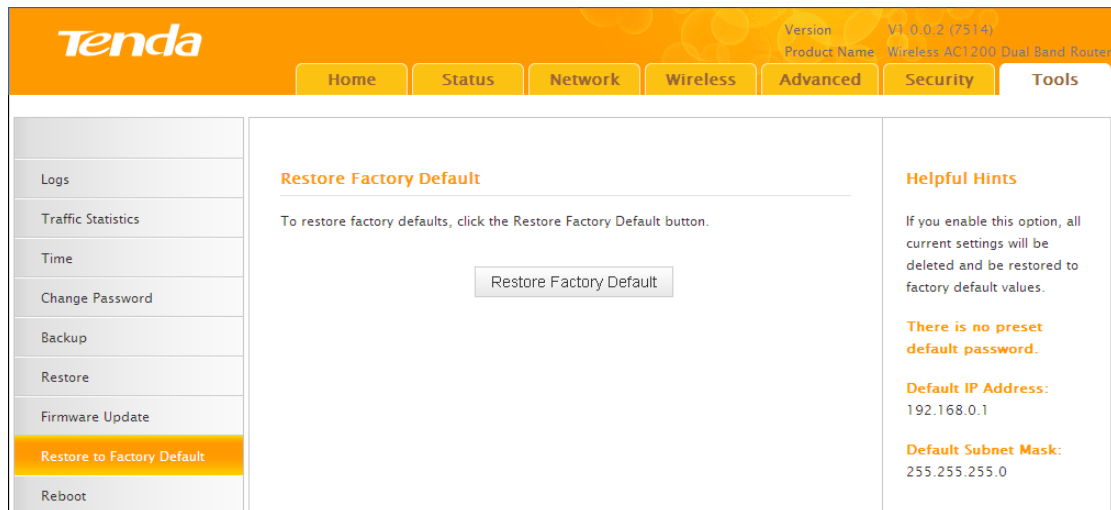 Tenda
Version V1.0.0.2 (7514)
Product Name Wireless AC1200 Dual Band Router
Home Status Network Wireless Advanced Security Tools
Logs
Traffic Statistics
Time
Change Password
Backup
Restore
Firmware Update
Restore to Factory Default
Reboot
Restore Factory Default
To restore factory defaults, click the Restore Factory Default button.
Restore Factory Default
Helpful Hints
If you enable this option, all
current settings will be
deleted and be restored to
factory default values.
There is no preset
default password.
Default IP Address:
192.168.0.1
Default Subnet Mask:
255.255.255.0